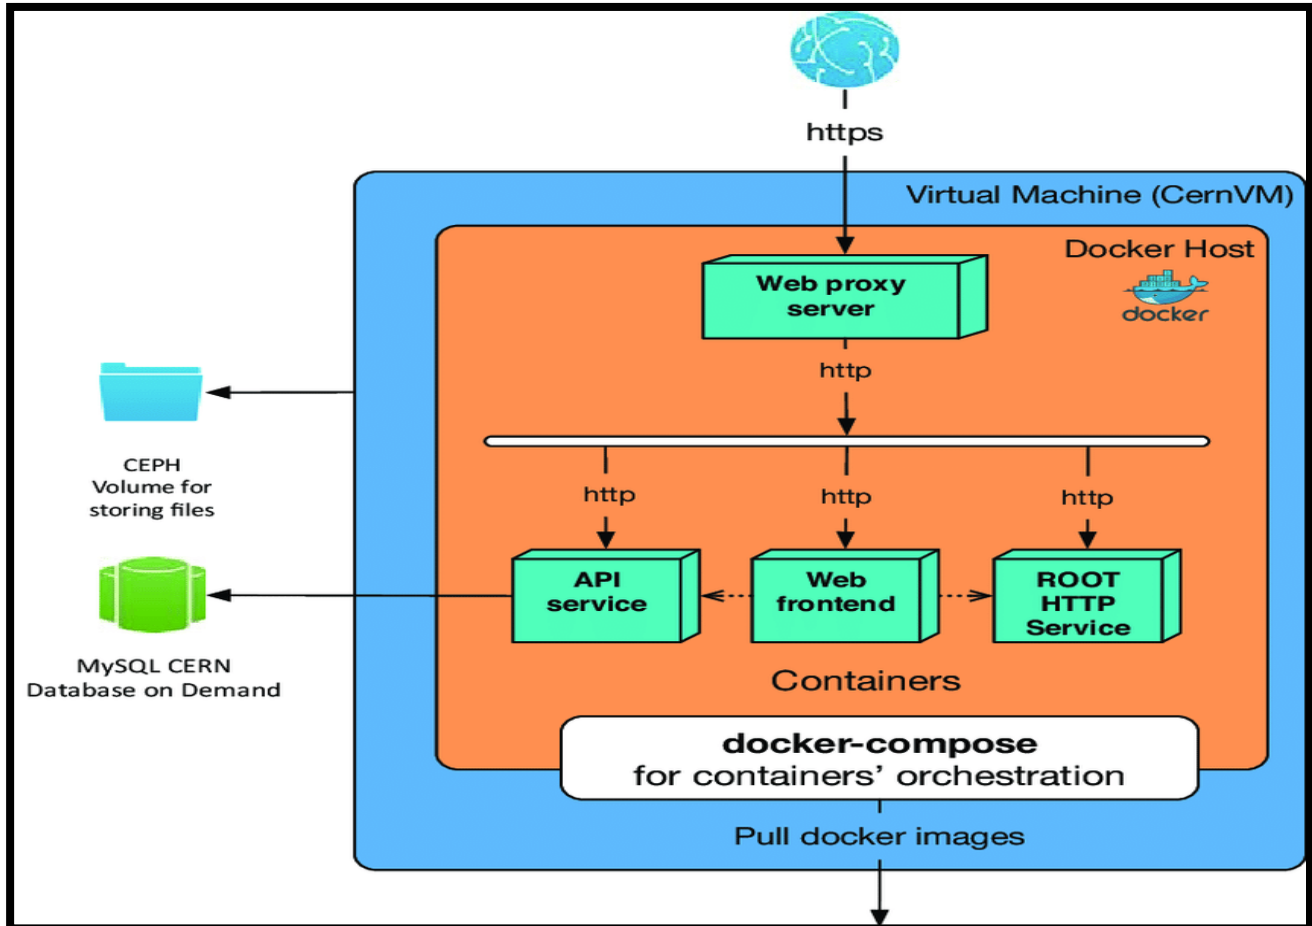 https
Virtual Machine (CernVM)
Docker Host
docker
Web proxy
server
http
http
http
http
CEPH
Volume for
storing files
API
service
Web
frontend
ROOT
HTTP
Service
MySQL CERN
Database on Demand
Containers
docker-compose
for containers’ orchestration
Pull docker images